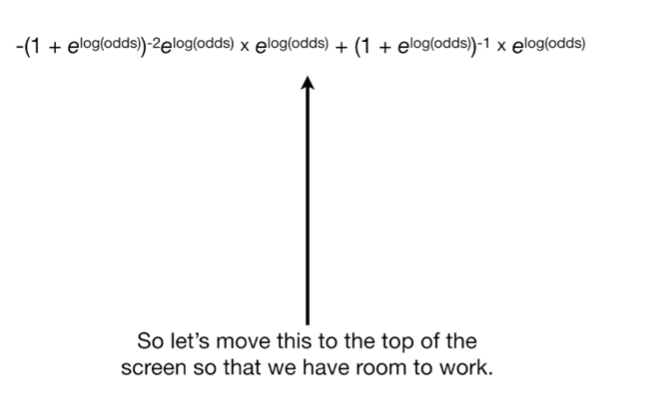 -(1 + e^log(odds))^-2 e^log(odds) x e^log(odds) + (1 + e^log(odds))^-1 x e^log(odds)
So let's move this to the top of the
screen so that we have room to work.